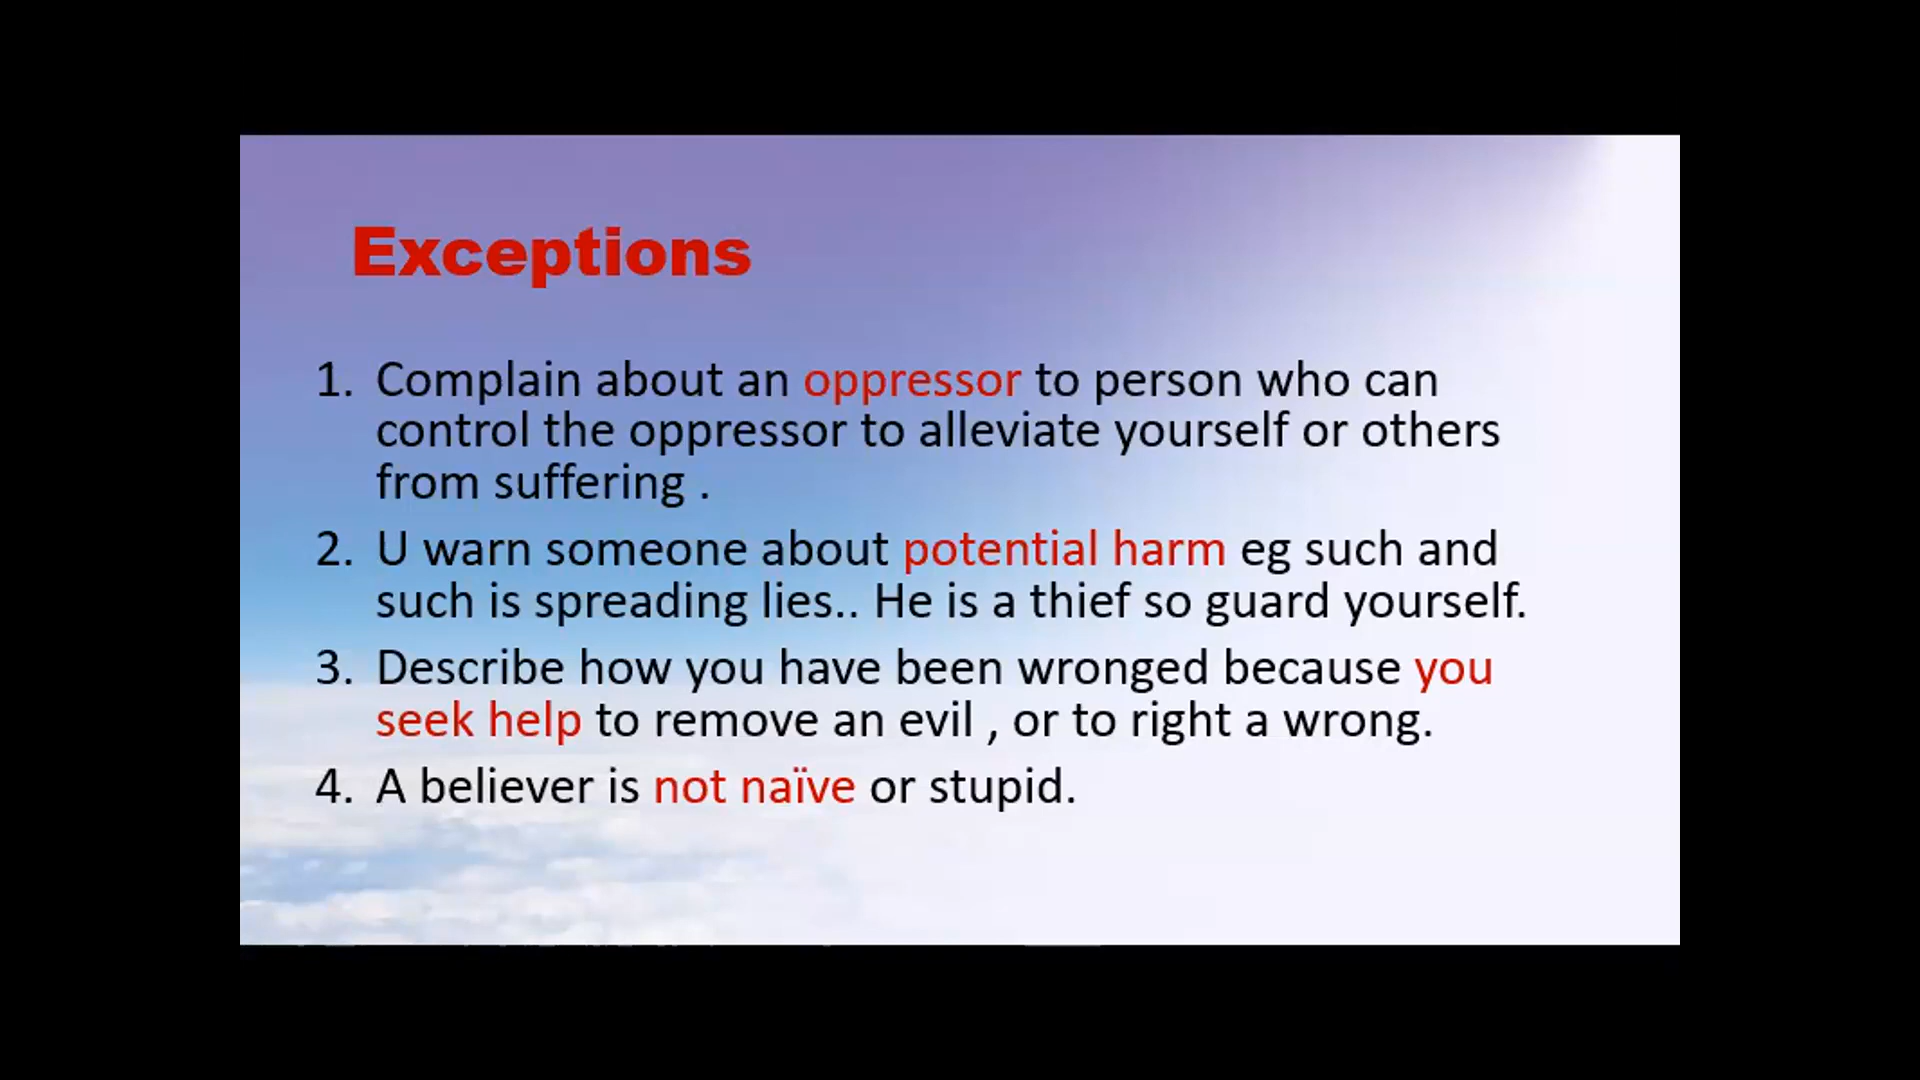 Exceptions
1. Complain about an oppressor to person who can
control the oppressor to alleviate yourself or others
from suffering .
2. U warn someone about potential harm eg such and
such is spreading lies.. He is a thief so guard yourself.
3. Describe how you have been wronged because you
seek help to remove an evil , or to right a wrong.
4. A believer is not naïve or stupid.